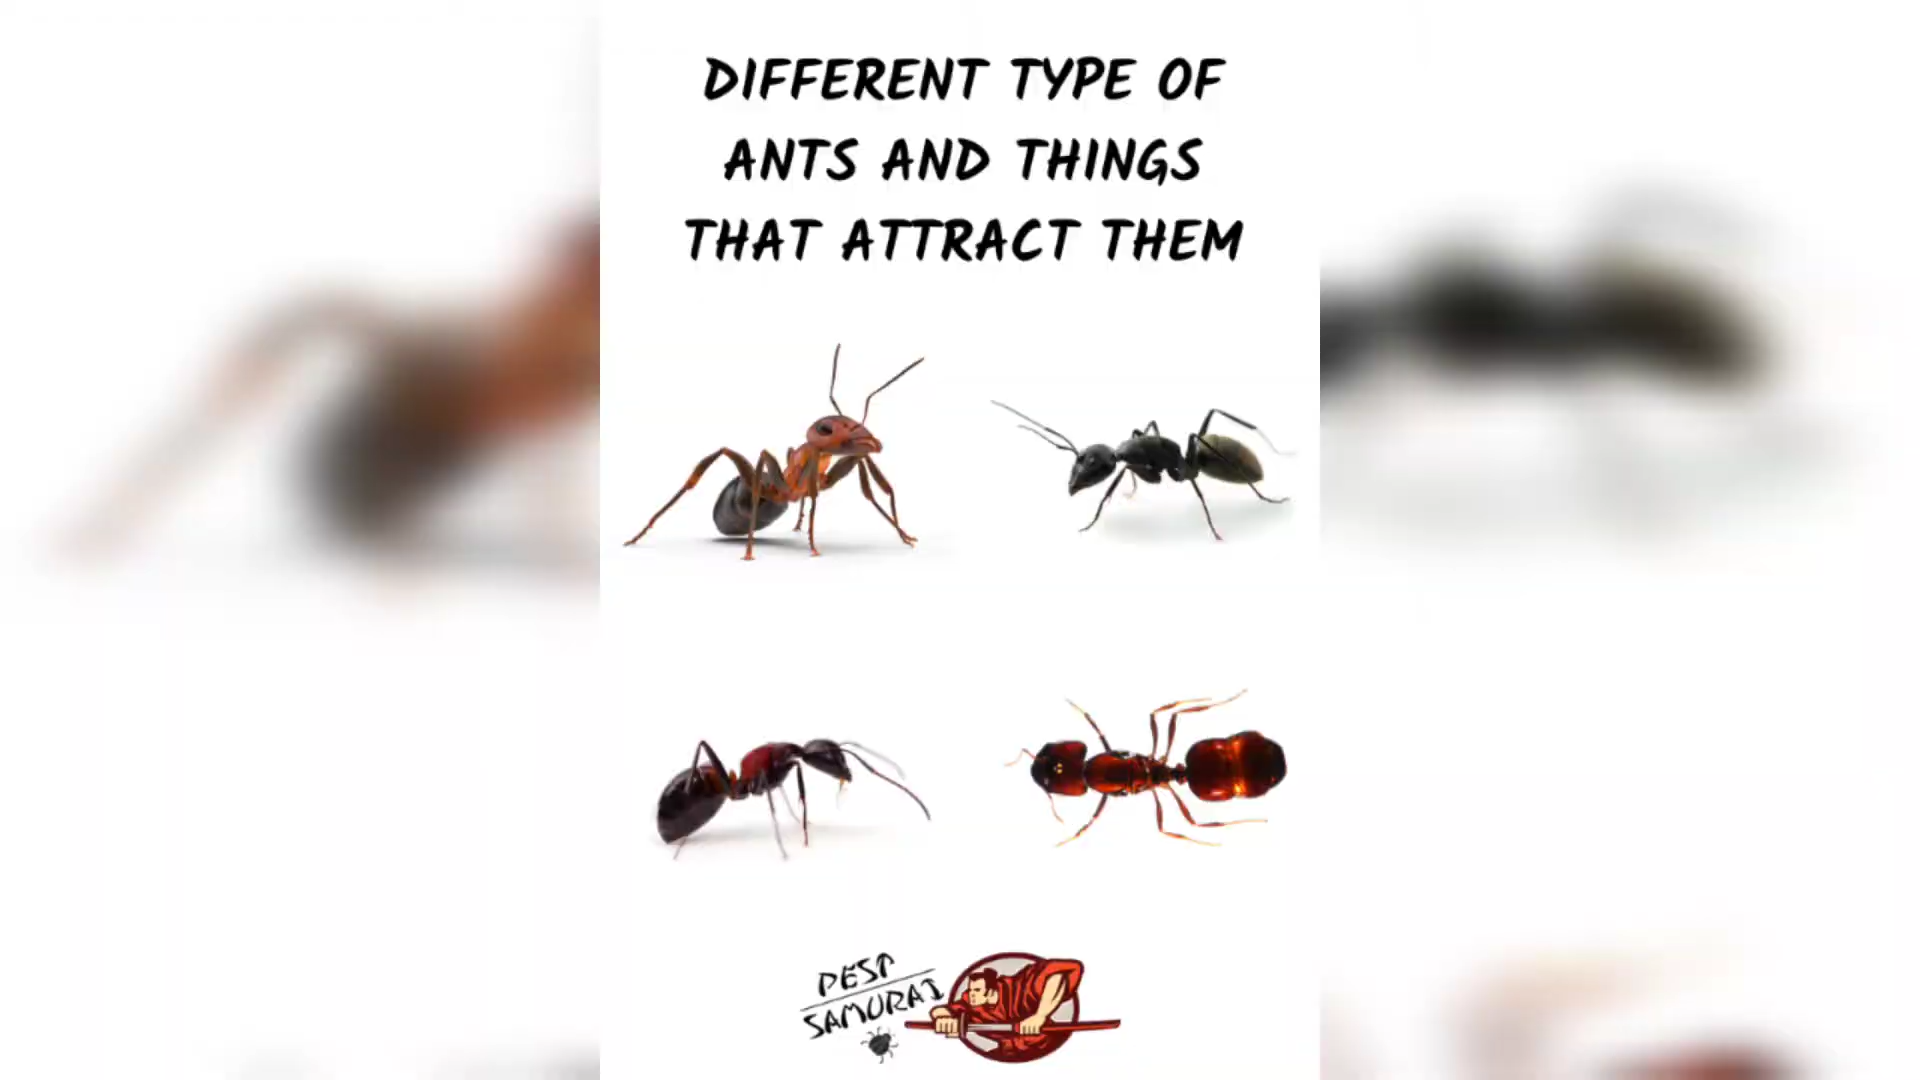 DIFFERENT TYPE OF
ANTS AND THINGS
THAT ATTRACT THEM
PEST
SAMURAI